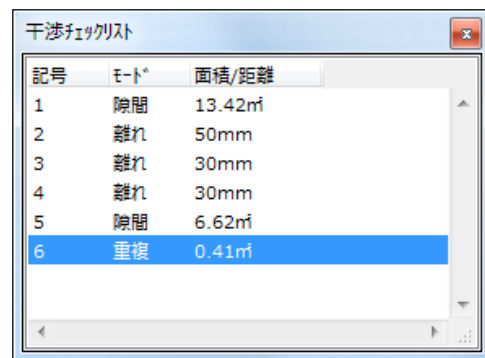 干渉ﾁｪｯｸﾘｽﾄ
記号 ﾓｰﾄﾞ 面積/距離
1 隙間 13.42㎡
2 離れ 50mm
3 離れ 30mm
4 離れ 30mm
5 隙間 6.62㎡
6 重複 0.41㎡